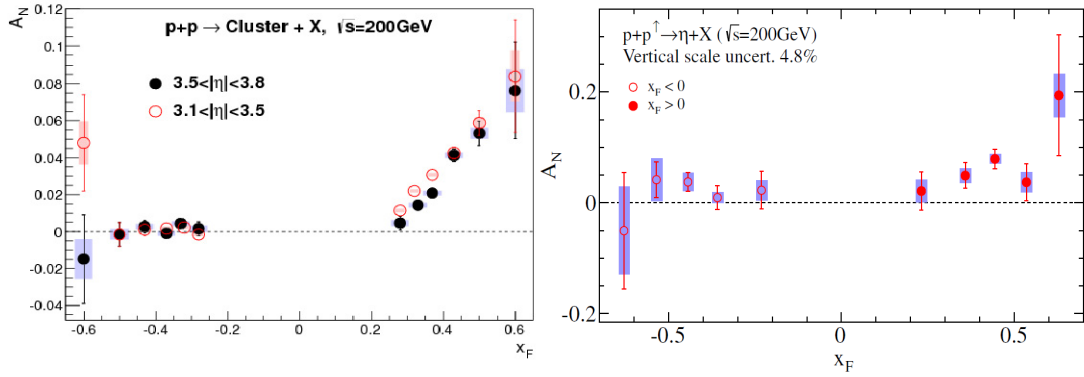 A_N
p+p → Cluster + X, √s=200GeV
3.5<|η|<3.8
3.1<|η|<3.5
0.12
0.1
0.08
0.06
0.04
0.02
0
-0.02
-0.04
-0.6 -0.4 -0.2 0 0.2 0.4 0.6
x_F
p+p↑→η+X (√s=200GeV)
Vertical scale uncert. 4.8%
x_F < 0
x_F > 0
A_N
0.2
0
-0.2
-0.5 0 0.5
x_F